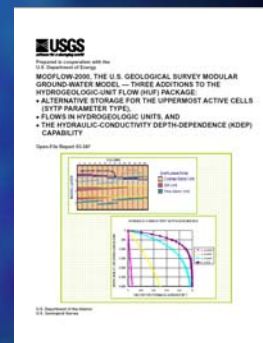 USGS
Prepared in cooperation with the
U.S. Department of Energy
MODFLOW-2000, THE U.S. GEOLOGICAL SURVEY MODULAR
GROUND-WATER MODEL — THREE ADDITIONS TO THE
HYDROGEOLOGIC-UNIT FLOW (HUF) PACKAGE:
• ALTERNATIVE STORAGE FOR THE UPPERMOST ACTIVE CELLS
(SYTP PARAMETER TYPE),
• FLOWS IN HYDROGEOLOGIC UNITS, AND
• THE HYDRAULIC-CONDUCTIVITY DEPTH-DEPENDENCE (KDEP)
CAPABILITY
Open-File Report
EXPLANATION
U.S. Department of the Interior
U.S. Geological Survey